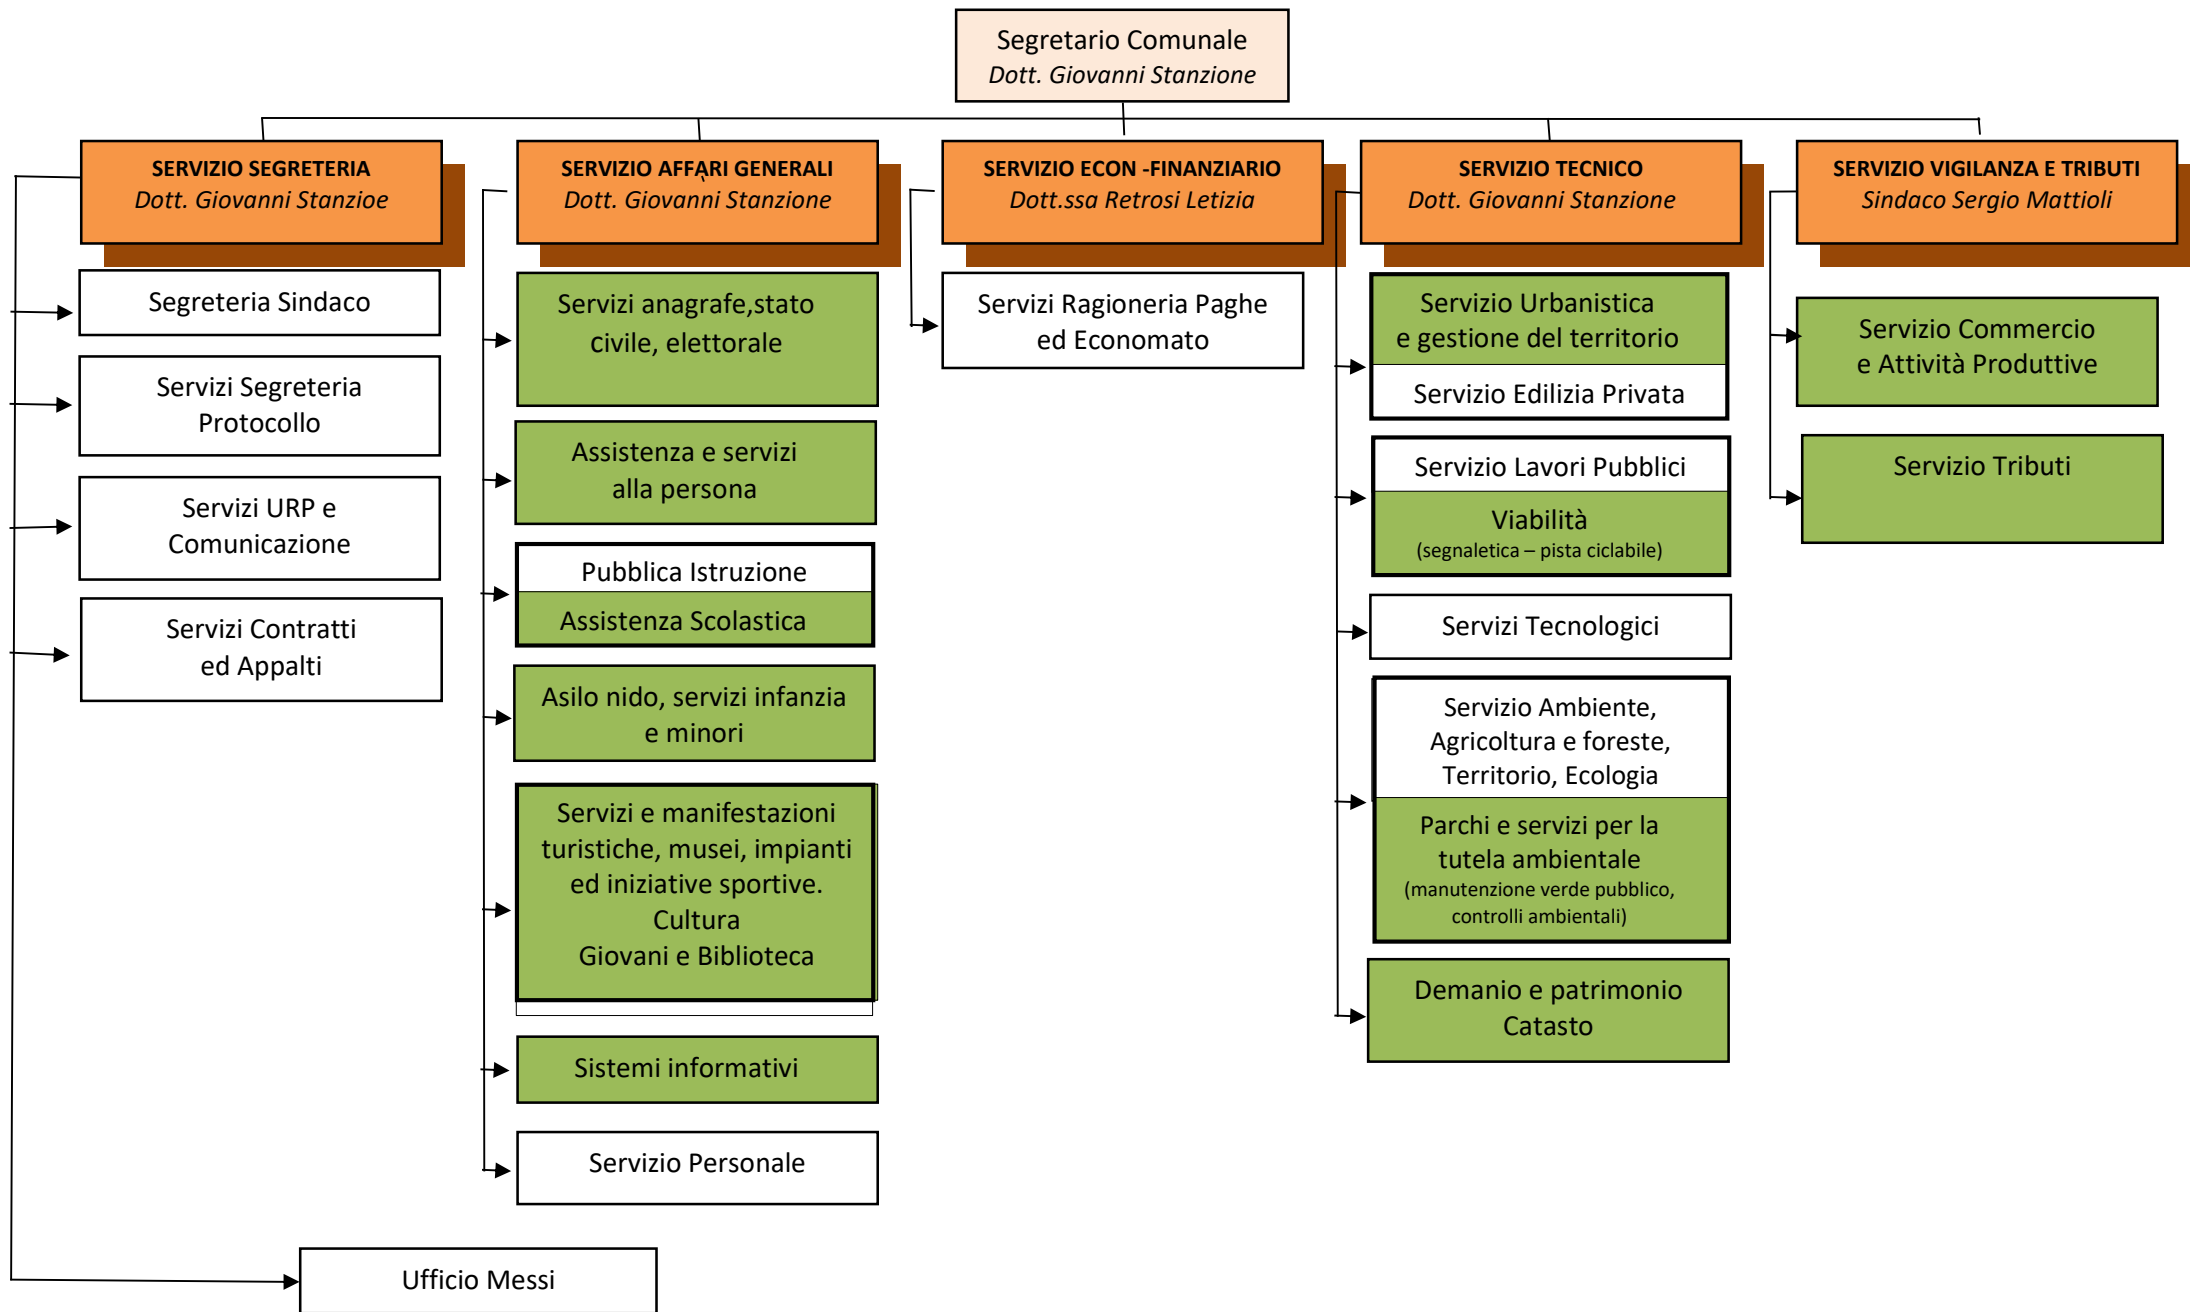 Segretario Comunale
Dott. Giovanni Stanzione
SERVIZIO SEGRETERIA
Dott. Giovanni Stanzioe
Segreteria Sindaco
Servizi Segreteria
Protocollo
Servizi URP e
Comunicazione
Servizi Contratti
ed Appalti
Ufficio Messi
SERVIZIO AFFARI GENERALI
Dott. Giovanni Stanzione
Servizi anagrafe,stato
civile, elettorale
Assistenza e servizi
alla persona
Pubblica Istruzione
Assistenza Scolastica
Asilo nido, servizi infanzia
e minori
Servizi e manifestazioni
turistiche, musei, impianti
ed iniziative sportive.
Cultura
Giovani e Biblioteca
Sistemi informativi
Servizio Personale
SERVIZIO ECON -FINANZIARIO
Dott.ssa Retrosi Letizia
Servizi Ragioneria Paghe
ed Economato
SERVIZIO TECNICO
Dott. Giovanni Stanzione
Servizio Urbanistica
e gestione del territorio
Servizio Edilizia Privata
Servizio Lavori Pubblici
Viabilità
(segnaletica – pista ciclabile)
Servizi Tecnologici
Servizio Ambiente,
Agricoltura e foreste,
Territorio, Ecologia
Parchi e servizi per la
tutela ambientale
(manutenzione verde pubblico,
controlli ambientali)
Demanio e patrimonio
Catasto
SERVIZIO VIGILANZA E TRIBUTI
Sindaco Sergio Mattioli
Servizio Commercio
e Attività Produttive
Servizio Tributi